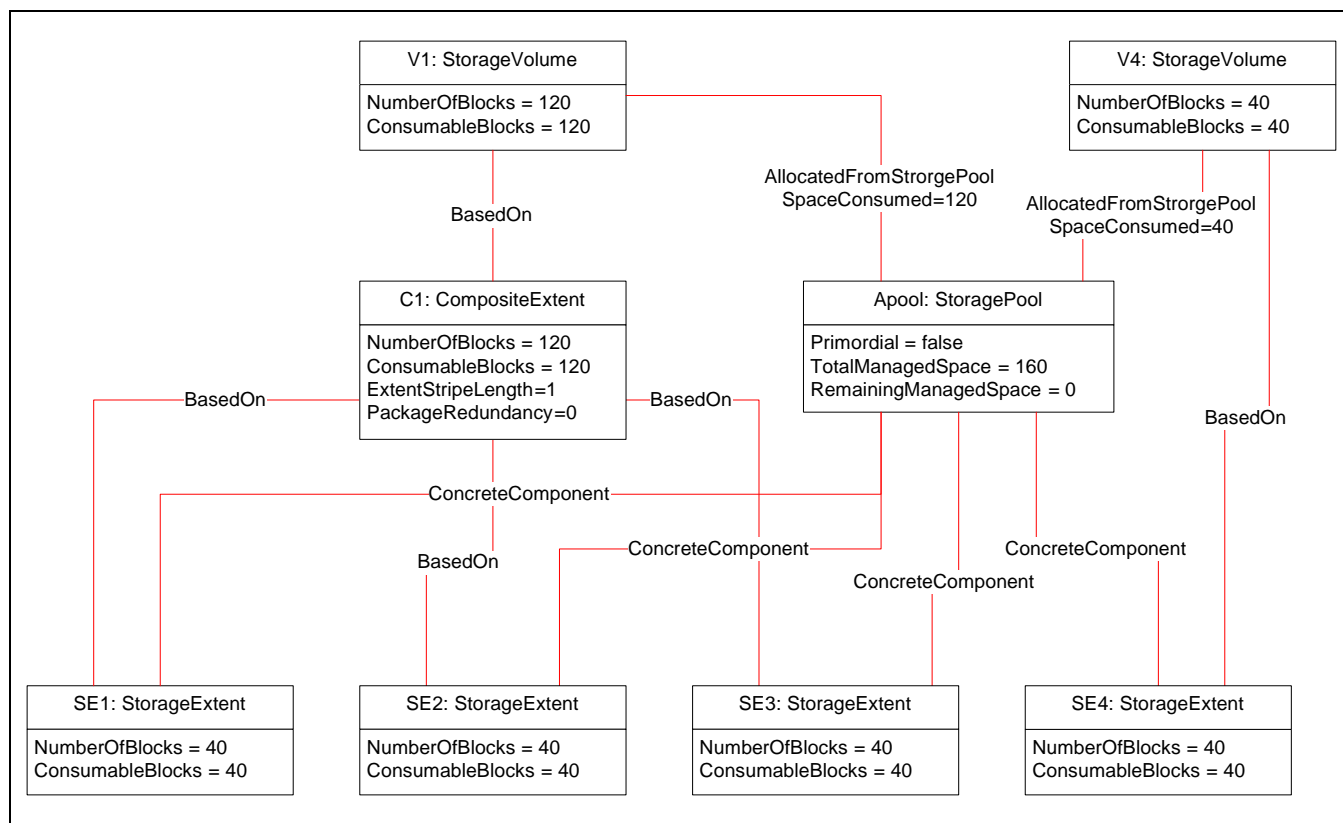 V1: StorageVolume
NumberOfBlocks = 120
ConsumableBlocks = 120
V4: StorageVolume
NumberOfBlocks = 40
ConsumableBlocks = 40
AllocatedFromStrorgePool
SpaceConsumed=120
AllocatedFromStrorgePool
SpaceConsumed=40
BasedOn
C1: CompositeExtent
NumberOfBlocks = 120
ConsumableBlocks = 120
ExtentStripeLength=1
PackageRedundancy=0
Apool: StoragePool
Primordial = false
TotalManagedSpace = 160
RemainingManagedSpace = 0
BasedOn
BasedOn
BasedOn
ConcreteComponent
BasedOn
ConcreteComponent
ConcreteComponent
ConcreteComponent
SE1: StorageExtent
NumberOfBlocks = 40
ConsumableBlocks = 40
SE2: StorageExtent
NumberOfBlocks = 40
ConsumableBlocks = 40
SE3: StorageExtent
NumberOfBlocks = 40
ConsumableBlocks = 40
SE4: StorageExtent
NumberOfBlocks = 40
ConsumableBlocks = 40